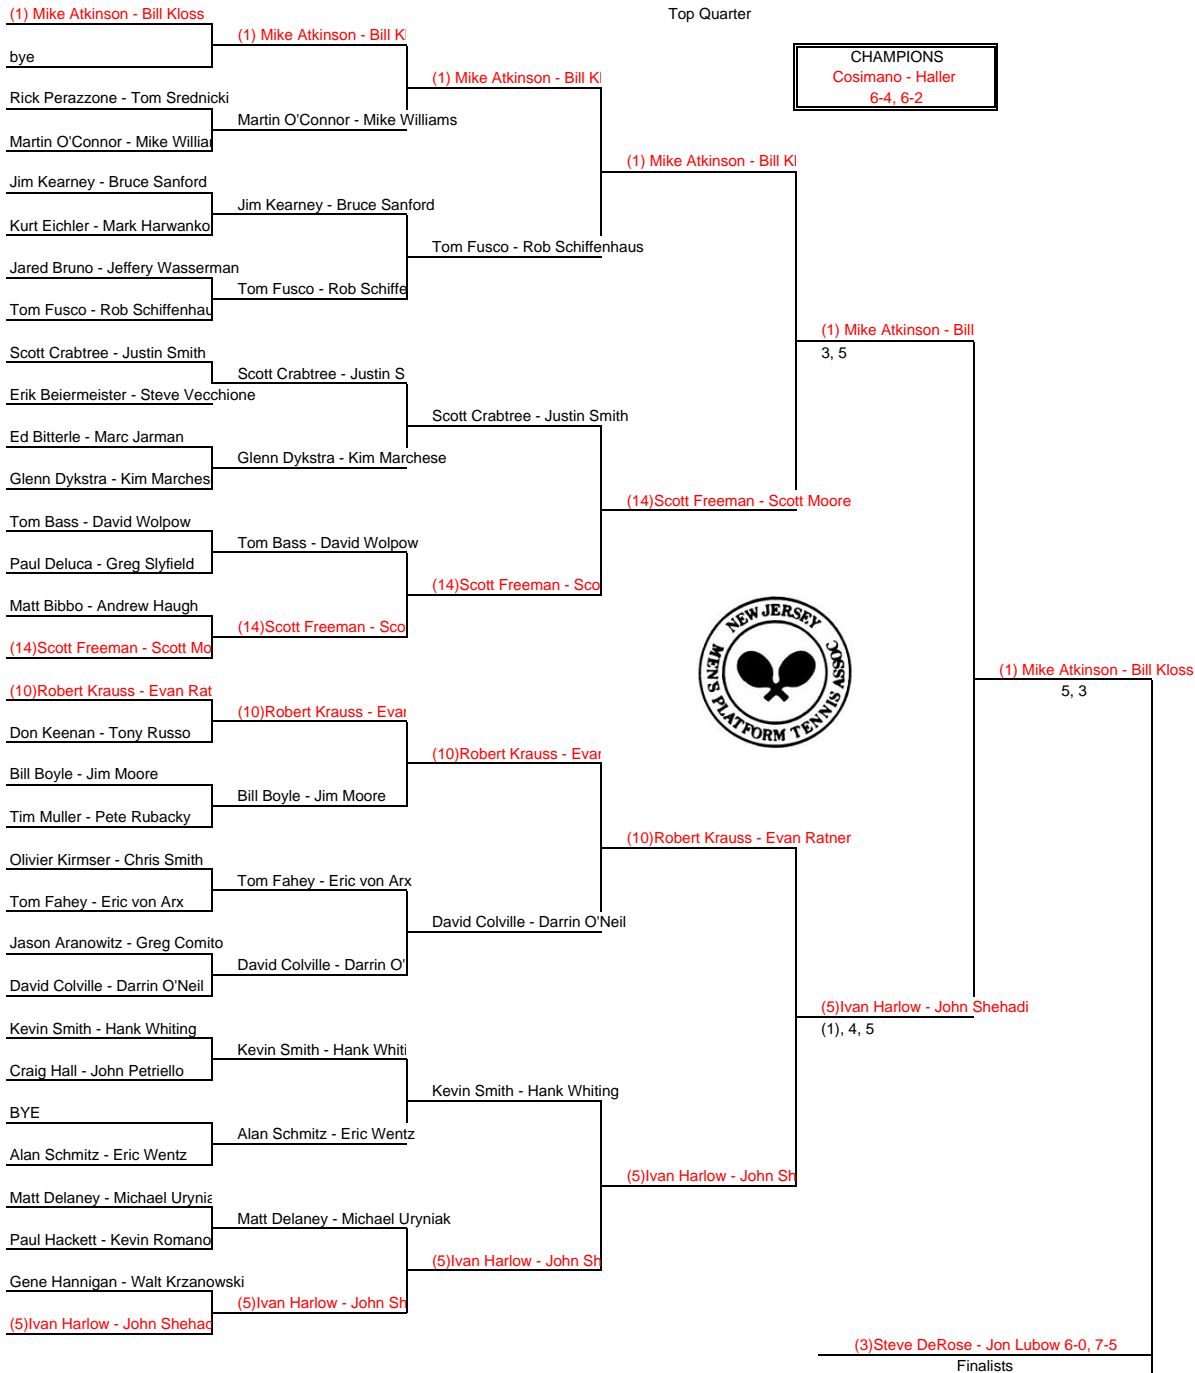 (1) Mike Atkinson - Bill Kloss
Top Quarter
(1) Mike Atkinson - Bill Kl
bye
CHAMPIONS
Cosimano - Haller
6-4, 6-2
(1) Mike Atkinson - Bill Kl
Rick Perazzone - Tom Srednicki
Martin O'Connor - Mike Williams
Martin O'Connor - Mike Williar
(1) Mike Atkinson - Bill Kl
Jim Kearney - Bruce Sanford
Jim Kearney - Bruce Sanford
Kurt Eichler - Mark Harwanko
Tom Fusco - Rob Schiffenhaus
Jared Bruno - Jeffery Wasserman
Tom Fusco - Rob Schiffe
Tom Fusco - Rob Schiffenhau
(1) Mike Atkinson - Bill
3, 5
Scott Crabtree - Justin Smith
Scott Crabtree - Justin S
Erik Beiermeister - Steve Vecchione
Scott Crabtree - Justin Smith
Ed Bitterle - Marc Jarman
Glenn Dykstra - Kim Marchese
Glenn Dykstra - Kim Marches
(14)Scott Freeman - Scott Moore
Tom Bass - David Wolpow
Tom Bass - David Wolpow
Paul Deluca - Greg Slyfield
(14)Scott Freeman - Sco
Matt Bibbo - Andrew Haugh
(14)Scott Freeman - Sco
(14)Scott Freeman - Scott Mo
NEW JERSEY
MENS PLATFORM TENNIS ASSOC
(1) Mike Atkinson - Bill Kloss
5, 3
(10)Robert Krauss - Evan Rat
(10)Robert Krauss - Evar
Don Keenan - Tony Russo
(10)Robert Krauss - Evar
Bill Boyle - Jim Moore
Bill Boyle - Jim Moore
Tim Muller - Pete Rubacky
(10)Robert Krauss - Evan Ratner
Olivier Kirmser - Chris Smith
Tom Fahey - Eric von Arx
Tom Fahey - Eric von Arx
David Colville - Darrin O'Neil
Jason Aranowitz - Greg Comito
David Colville - Darrin O'
David Colville - Darrin O'Neil
(5)Ivan Harlow - John Shehadi
(1), 4, 5
Kevin Smith - Hank Whiting
Kevin Smith - Hank Whiti
Craig Hall - John Petriello
Kevin Smith - Hank Whiting
BYE
Alan Schmitz - Eric Wentz
Alan Schmitz - Eric Wentz
(5)Ivan Harlow - John Sh
Matt Delaney - Michael Urynia
Matt Delaney - Michael Uryniak
Paul Hackett - Kevin Romano
(5)Ivan Harlow - John Sh
Gene Hannigan - Walt Krzanowski
(5)Ivan Harlow - John Sh
(5)Ivan Harlow - John Shehad
(3)Steve DeRose - Jon Lubow 6-0, 7-5
Finalists